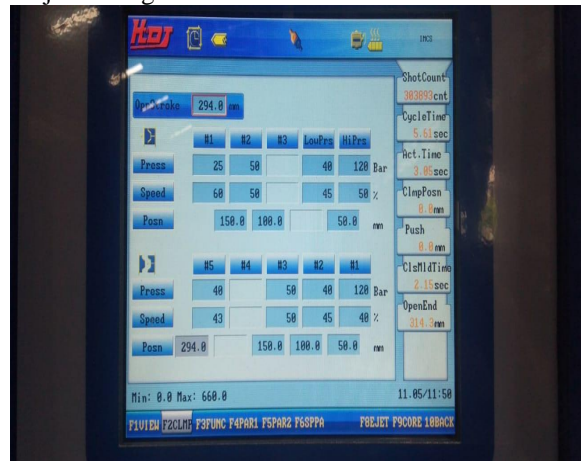 HDJ
INCS
OpnStroke 294.0 mm
ShotCount
303893cnt
CycleTime
5.61sec
Act.Time
3.05sec
ClmpPosn
0.0mm
Push
0.0mm
ClsMldTime
2.15sec
OpenEnd
314.3mm
#1 #2 #3 LowPrs HiPrs
Press 25 50 40 120 Bar
Speed 60 50 45 50 %
Posn 150.0 100.0 50.0 mm
#5 #4 #3 #2 #1
Press 40 50 40 120 Bar
Speed 43 50 45 40 %
Posn 294.0 150.0 100.0 50.0 mm
Min: 0.0 Max: 660.0 11.05/11:50
F1VIEW F2CLMP F3FUNC F4PAR1 F5PAR2 F6SPPA F8EJET F9CORE 10BACK